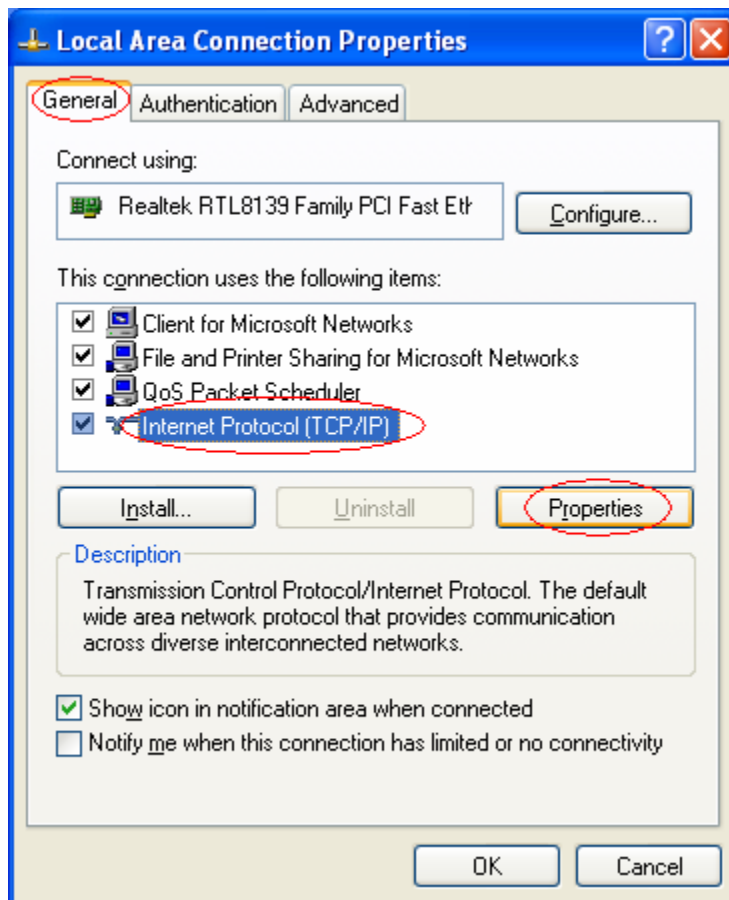 Local Area Connection Properties
General Authentication Advanced
Connect using:
Realtek RTL8139 Family PCI Fast Eth
Configure...
This connection uses the following items:
Client for Microsoft Networks
File and Printer Sharing for Microsoft Networks
QoS Packet Scheduler
Internet Protocol (TCP/IP)
Install... Uninstall Properties
Description
Transmission Control Protocol/Internet Protocol. The default
wide area network protocol that provides communication
across diverse interconnected networks.
Show icon in notification area when connected
Notify me when this connection has limited or no connectivity
OK Cancel